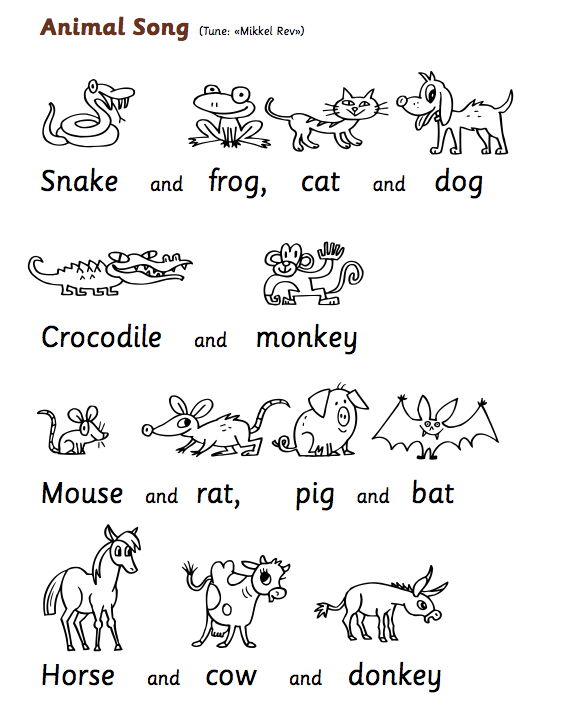 Animal Song (Tune: «Mikkel Rev»)
Snake and frog, cat and dog
Crocodile and monkey
Mouse and rat, pig and bat
Horse and cow and donkey